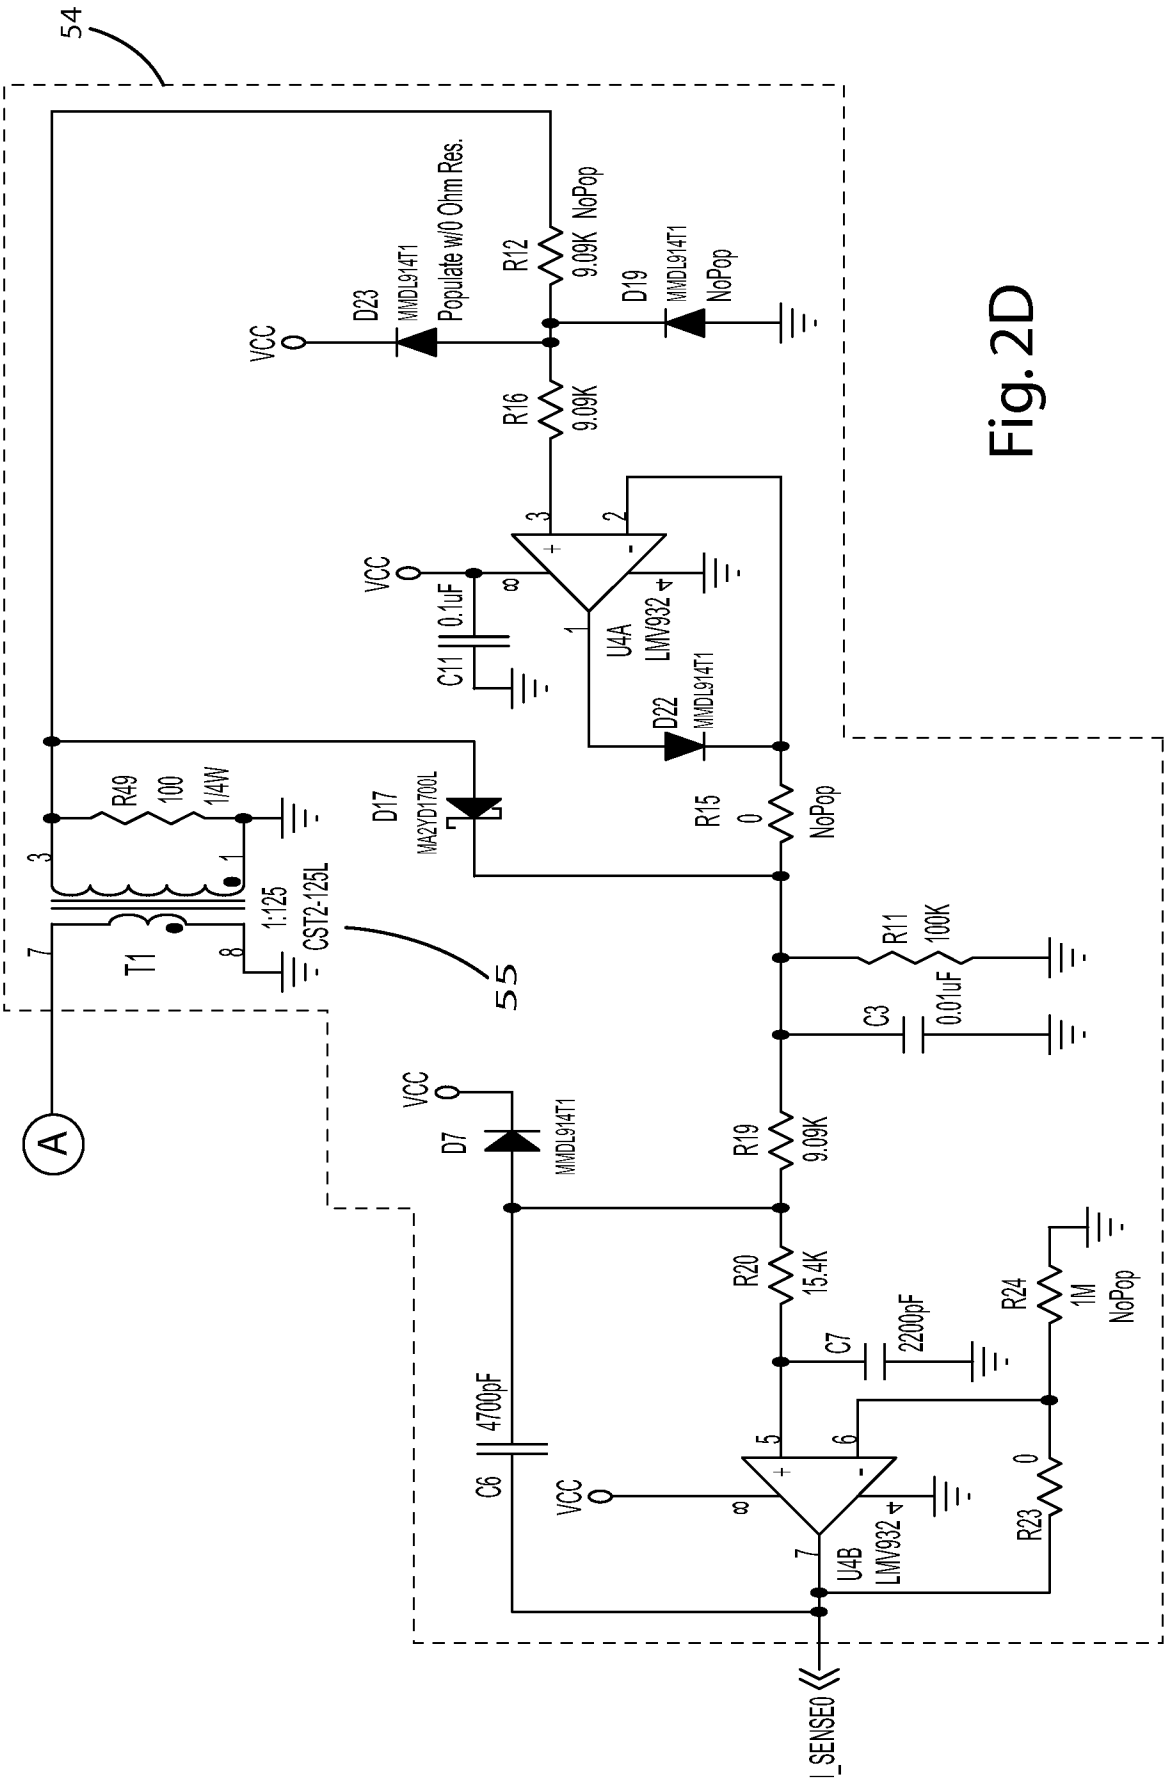 54
3
R49
100
1/4W
1
7
8
T1
1:125
CST2-125L
55
A
D17
MA2YD1700L
VCC
D23
MMDL914T1
Populate w/0 Ohm Res.
R12
9.09K NoPop
D19
MMDL914T1
NoPop
R16
9.09K
VCC
C11
0.1uF
8
3
2
+
-
4
1
U4A
LMV932
D22
MMDL914T1
R15
0
NoPop
R11
100K
C3
0.01uF
VCC
D7
MMDL914T1
R19
9.09K
R20
15.4K
C6
4700pF
C7
2200pF
VCC
8
5
6
+
-
4
7
U4B
LMV932
R24
1M
NoPop
R23
0
I_SENSE0
Fig. 2D